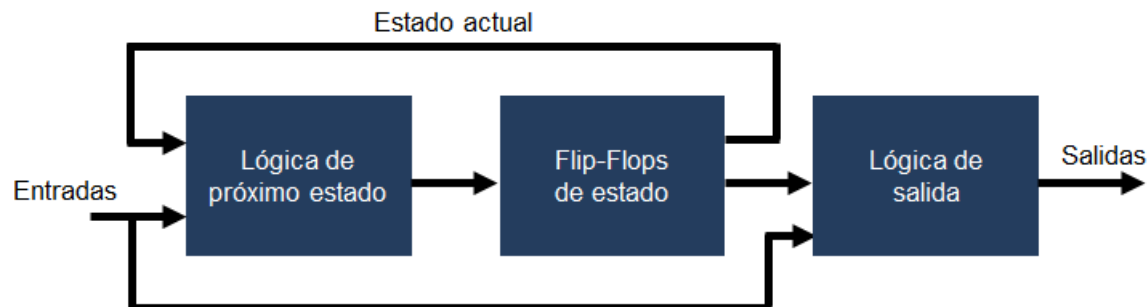 Estado actual
Entradas
Lógica de
próximo estado
Flip-Flops
de estado
Lógica de
salida
Salidas